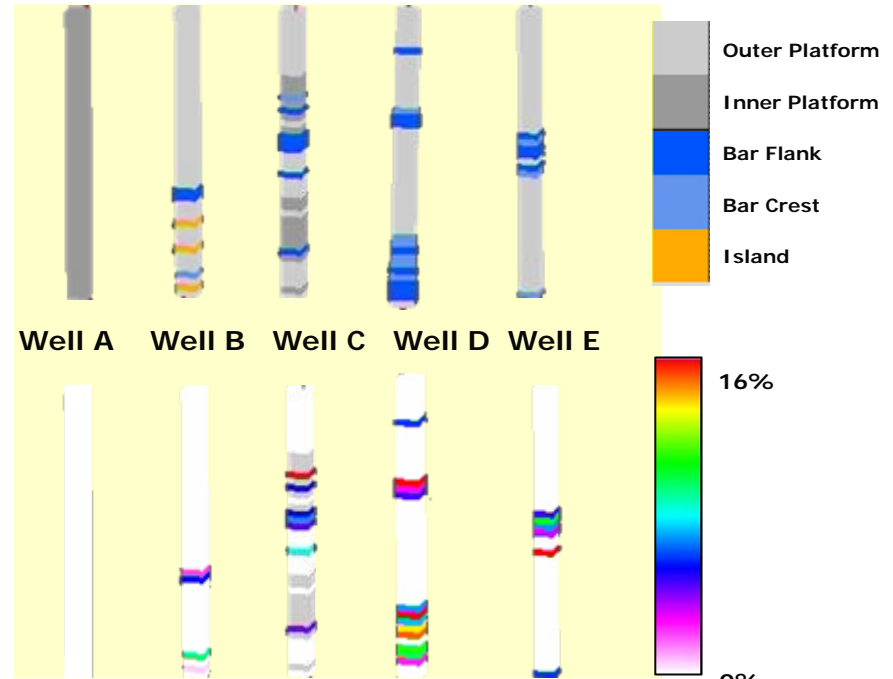 Outer Platform
Inner Platform
Bar Flank
Bar Crest
Island
Well A Well B Well C Well D Well E
16%